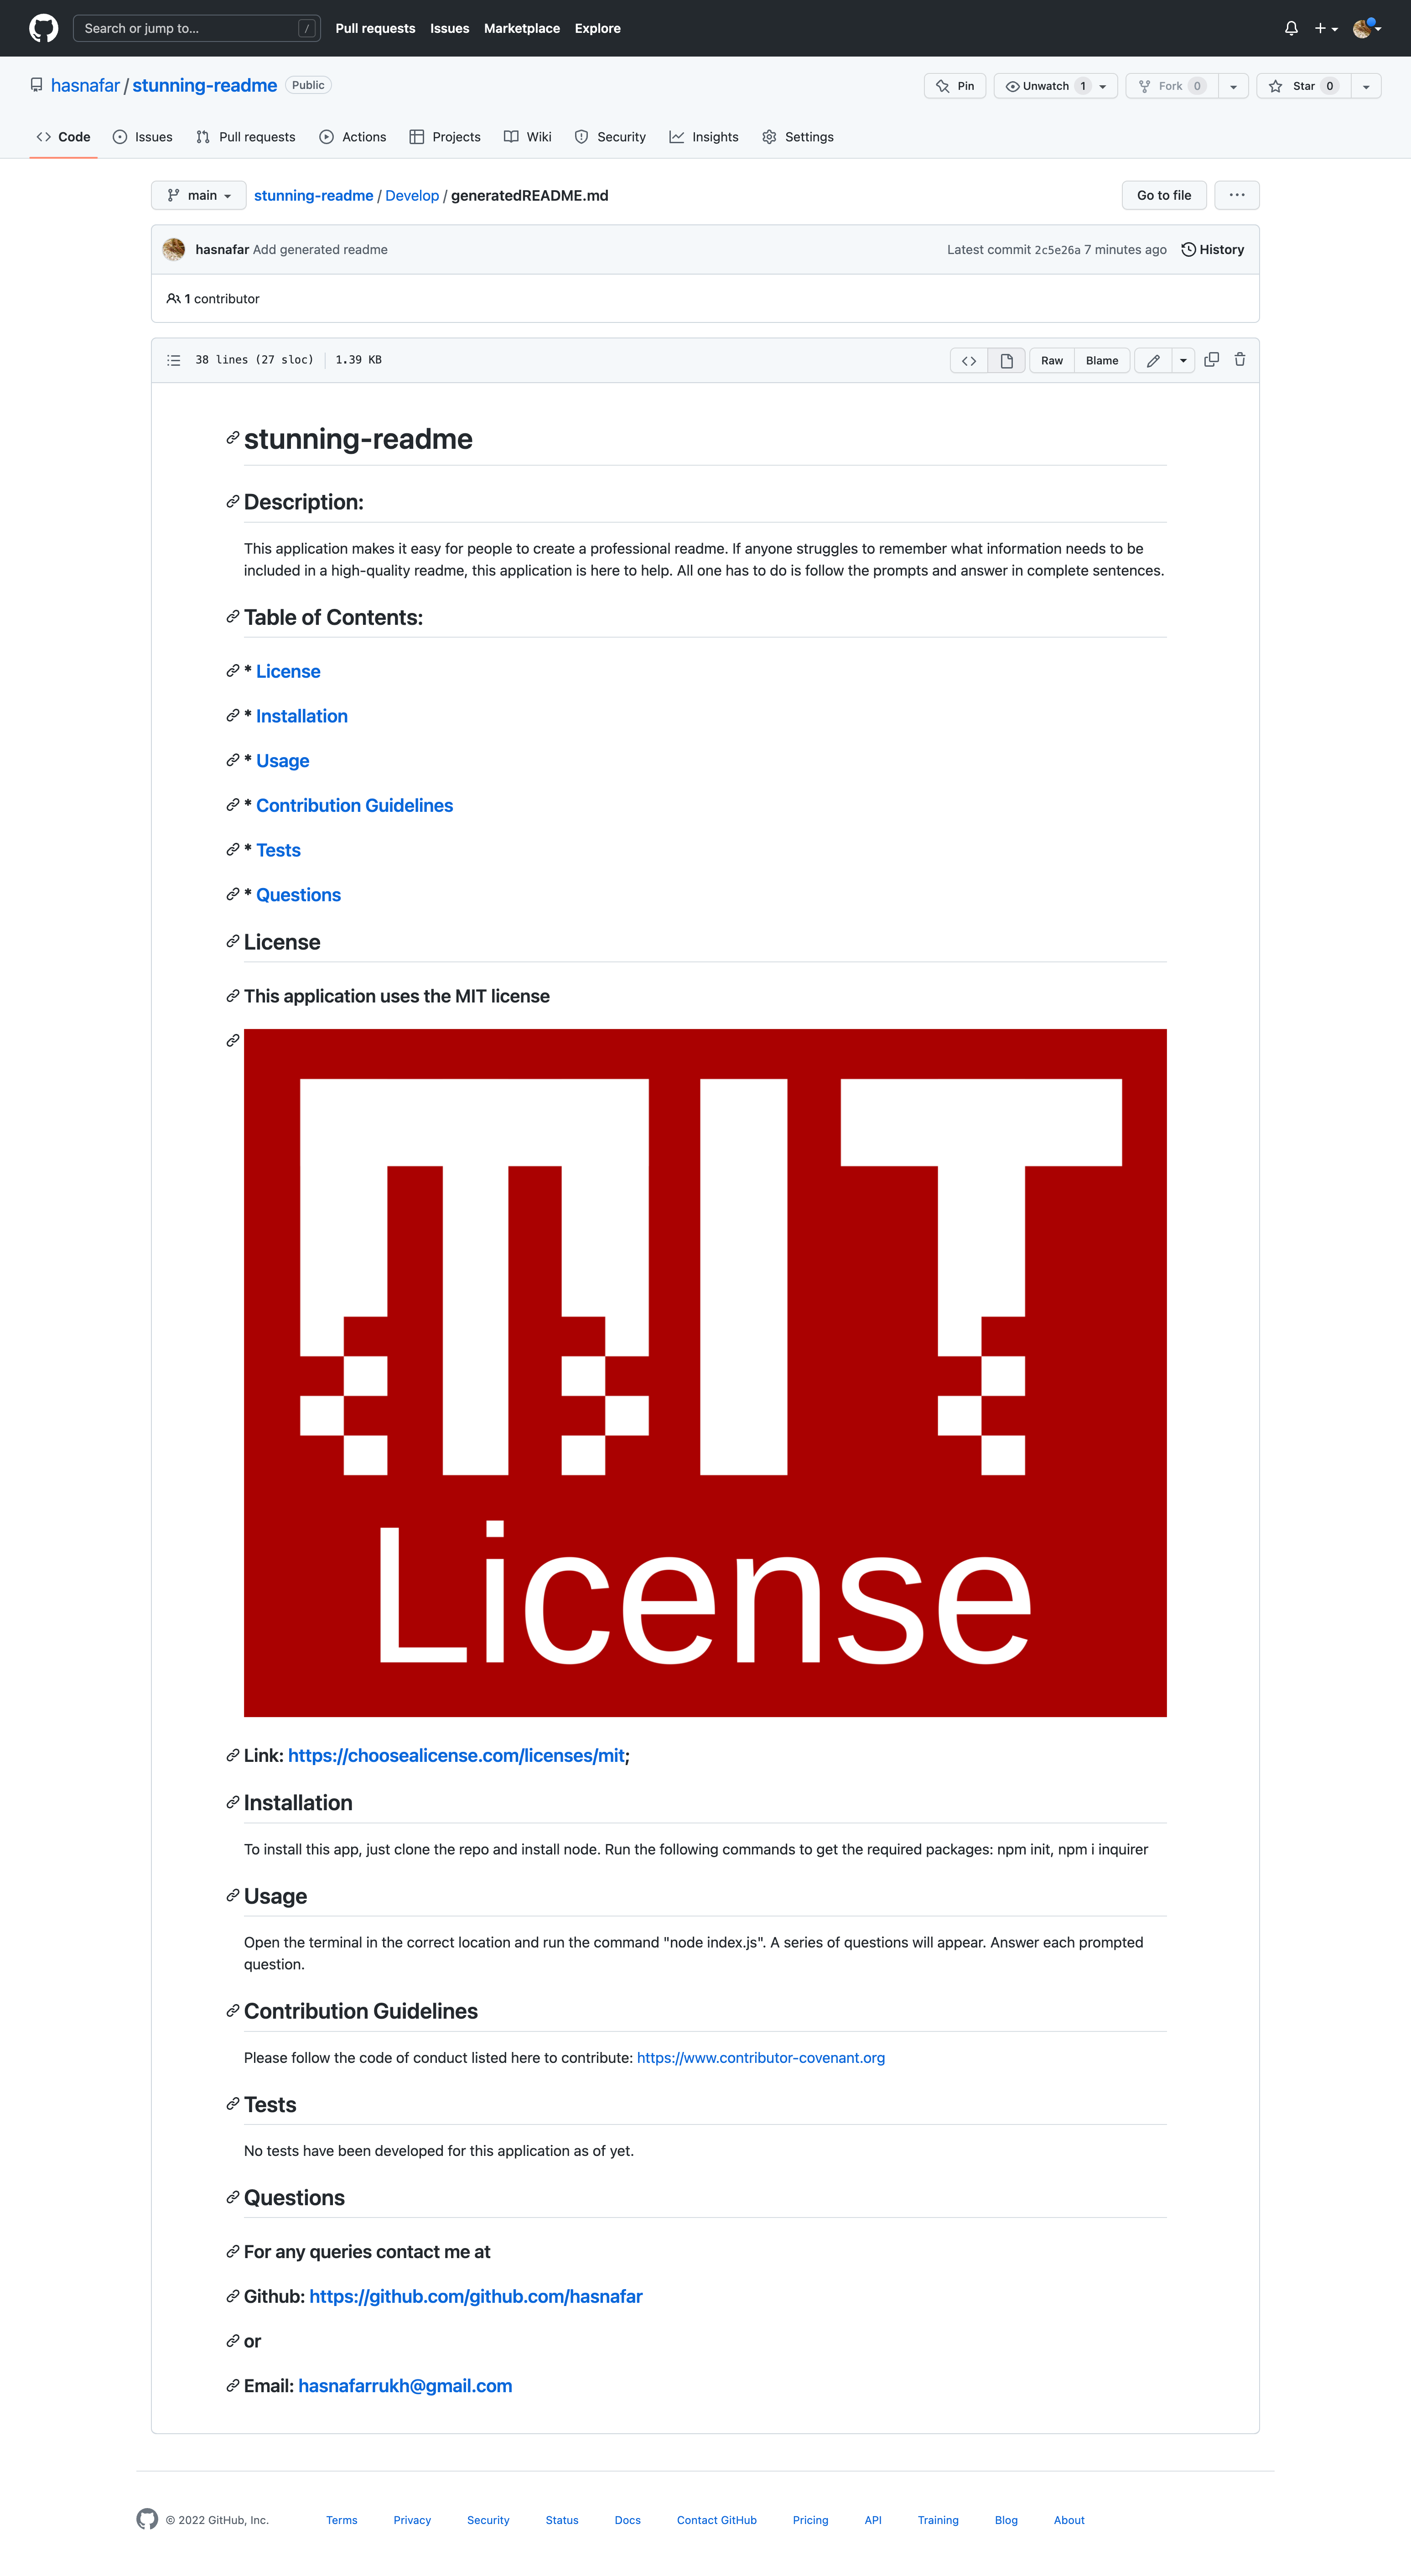 Search or jump to... /
Pull requests Issues Marketplace Explore
hasnafar / stunning-readme Public
Pin Unwatch 1 Fork 0 Star 0
Code Issues Pull requests Actions Projects Wiki Security Insights Settings
main stunning-readme / Develop / generatedREADME.md Go to file ...
hasnafar Add generated readme Latest commit 2c5e26a 7 minutes ago History
1 contributor
38 lines (27 sloc) 1.39 KB Raw Blame
stunning-readme
Description:
This application makes it easy for people to create a professional readme. If anyone struggles to remember what information needs to be
included in a high-quality readme, this application is here to help. All one has to do is follow the prompts and answer in complete sentences.
Table of Contents:
* License
* Installation
* Usage
* Contribution Guidelines
* Tests
* Questions
License
This application uses the MIT license
MIT
License
Link: https://choosealicense.com/licenses/mit;
Installation
To install this app, just clone the repo and install node. Run the following commands to get the required packages: npm init, npm i inquirer
Usage
Open the terminal in the correct location and run the command "node index.js". A series of questions will appear. Answer each prompted
question.
Contribution Guidelines
Please follow the code of conduct listed here to contribute: https://www.contributor-covenant.org
Tests
No tests have been developed for this application as of yet.
Questions
For any queries contact me at
Github: https://github.com/github.com/hasnafar
or
Email: hasnafarrukh@gmail.com
© 2022 GitHub, Inc. Terms Privacy Security Status Docs Contact GitHub Pricing API Training Blog About